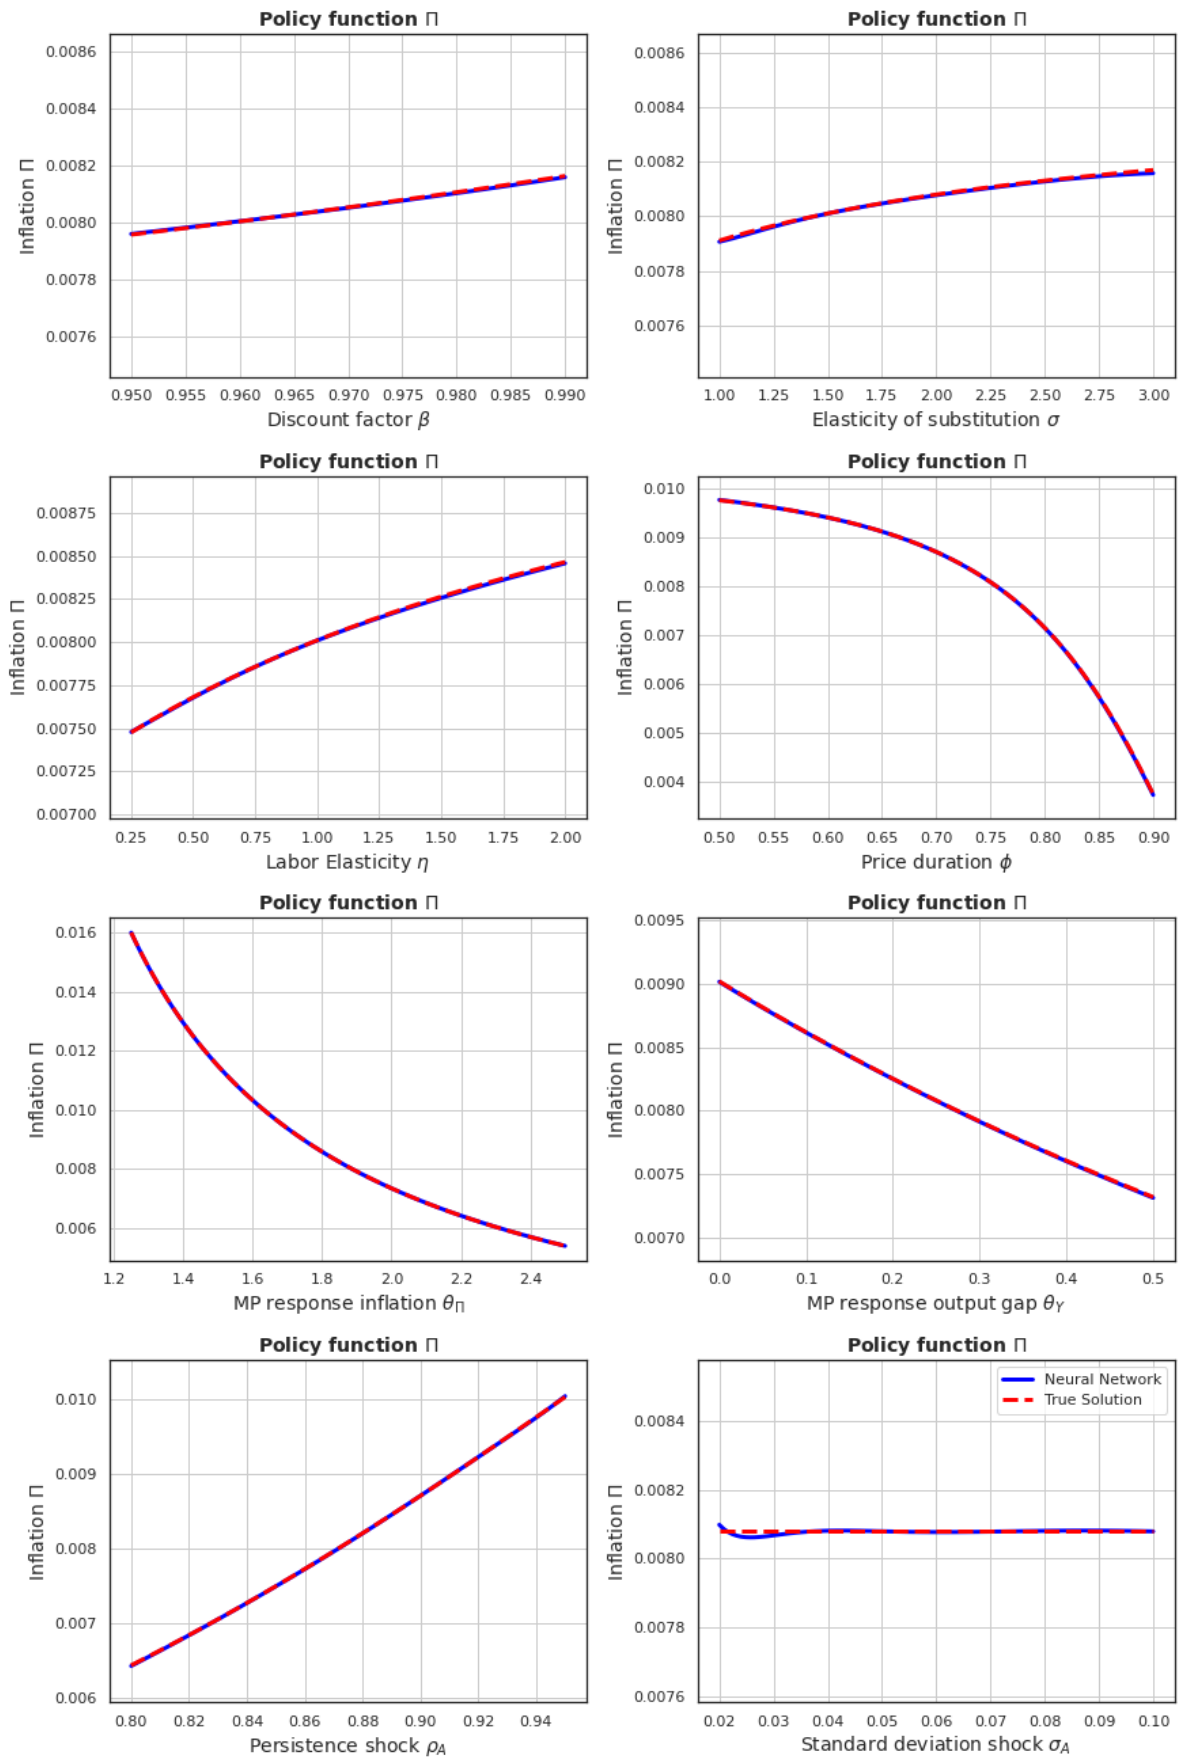 Policy function Π
0.0086
0.0084
0.0082
0.0080
0.0078
0.0076
Inflation Π
0.950 0.955 0.960 0.965 0.970 0.975 0.980 0.985 0.990
Discount factor β
Policy function Π
0.0086
0.0084
0.0082
0.0080
0.0078
0.0076
Inflation Π
1.00 1.25 1.50 1.75 2.00 2.25 2.50 2.75 3.00
Elasticity of substitution σ
Policy function Π
0.00875
0.00850
0.00825
0.00800
0.00775
0.00750
0.00725
0.00700
Inflation Π
0.25 0.50 0.75 1.00 1.25 1.50 1.75 2.00
Labor Elasticity η
Policy function Π
0.010
0.009
0.008
0.007
0.006
0.005
0.004
Inflation Π
0.50 0.55 0.60 0.65 0.70 0.75 0.80 0.85 0.90
Price duration ϕ
Policy function Π
0.016
0.014
0.012
0.010
0.008
0.006
Inflation Π
1.2 1.4 1.6 1.8 2.0 2.2 2.4
MP response inflation θ_Π
Policy function Π
0.0095
0.0090
0.0085
0.0080
0.0075
0.0070
Inflation Π
0.0 0.1 0.2 0.3 0.4 0.5
MP response output gap θ_Y
Policy function Π
0.010
0.009
0.008
0.007
0.006
Inflation Π
0.80 0.82 0.84 0.86 0.88 0.90 0.92 0.94
Persistence shock ρ_A
Policy function Π
Neural Network
True Solution
0.0084
0.0082
0.0080
0.0078
0.0076
Inflation Π
0.02 0.03 0.04 0.05 0.06 0.07 0.08 0.09 0.10
Standard deviation shock σ_A